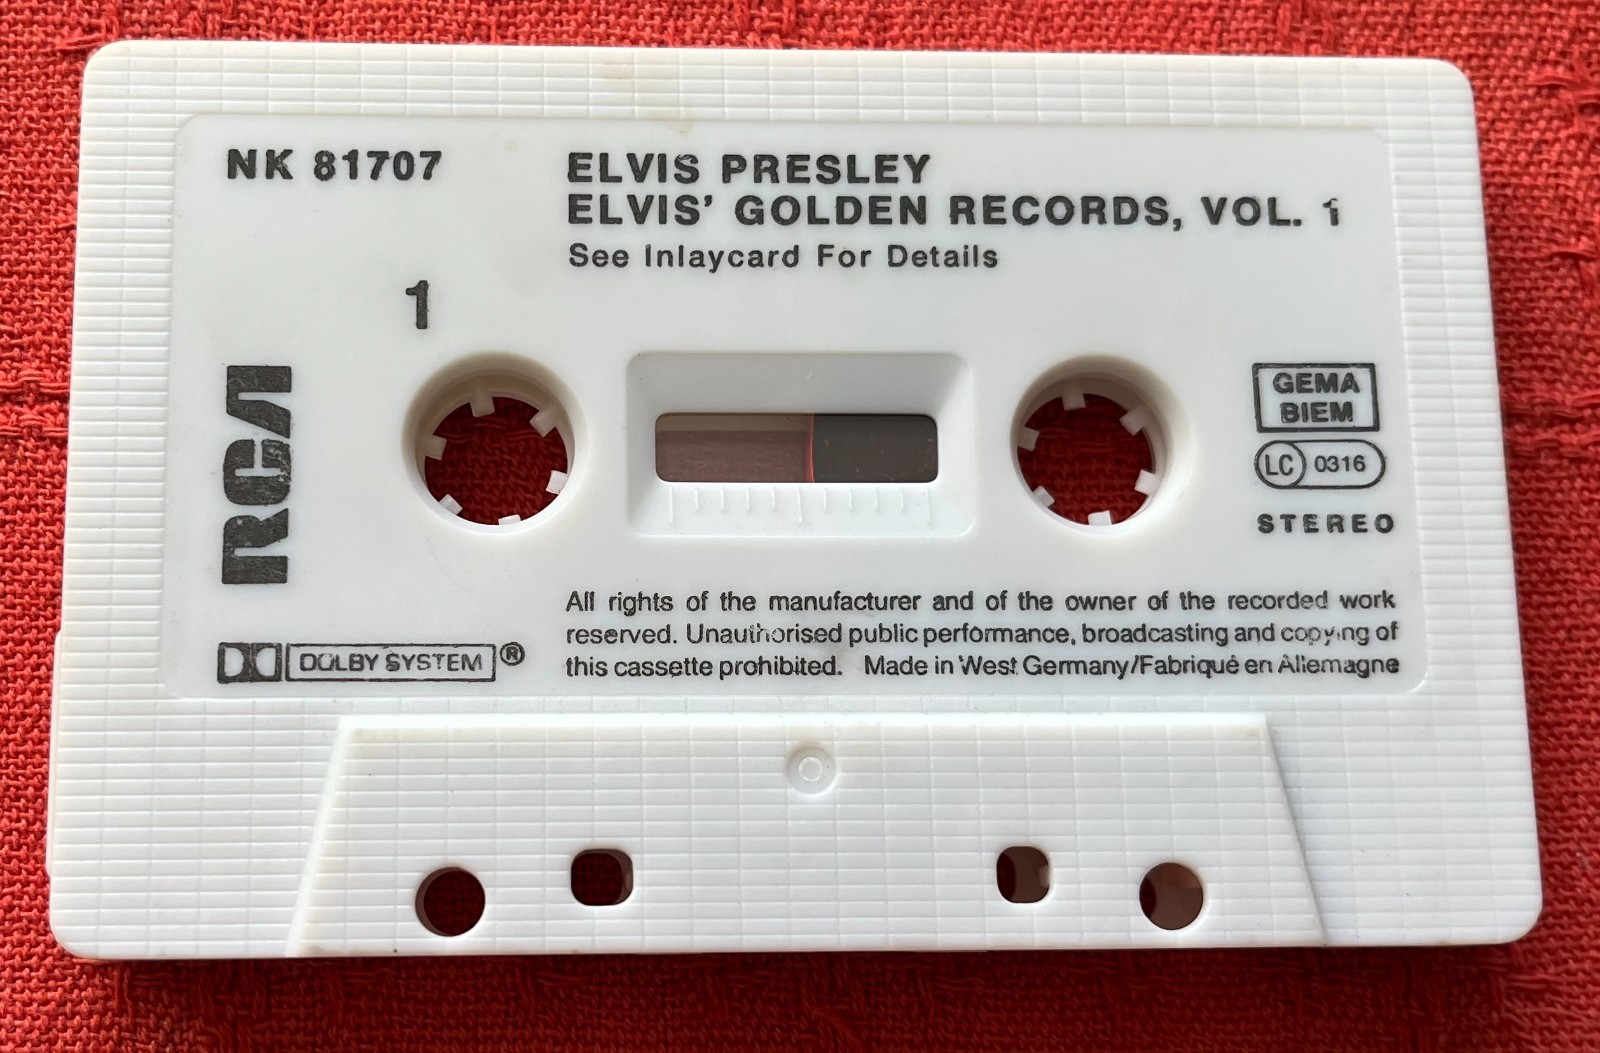 NK 81707
ELVIS PRESLEY
ELVIS' GOLDEN RECORDS, VOL. 1
See Inlaycard For Details
1
RCA
GEMA
BIEM
LC 0316
STEREO
All rights of the manufacturer and of the owner of the recorded work
reserved. Unauthorised public performance, broadcasting and copying of
this cassette prohibited. Made in West Germany/Fabriqué en Allemagne
DOLBY SYSTEM ®